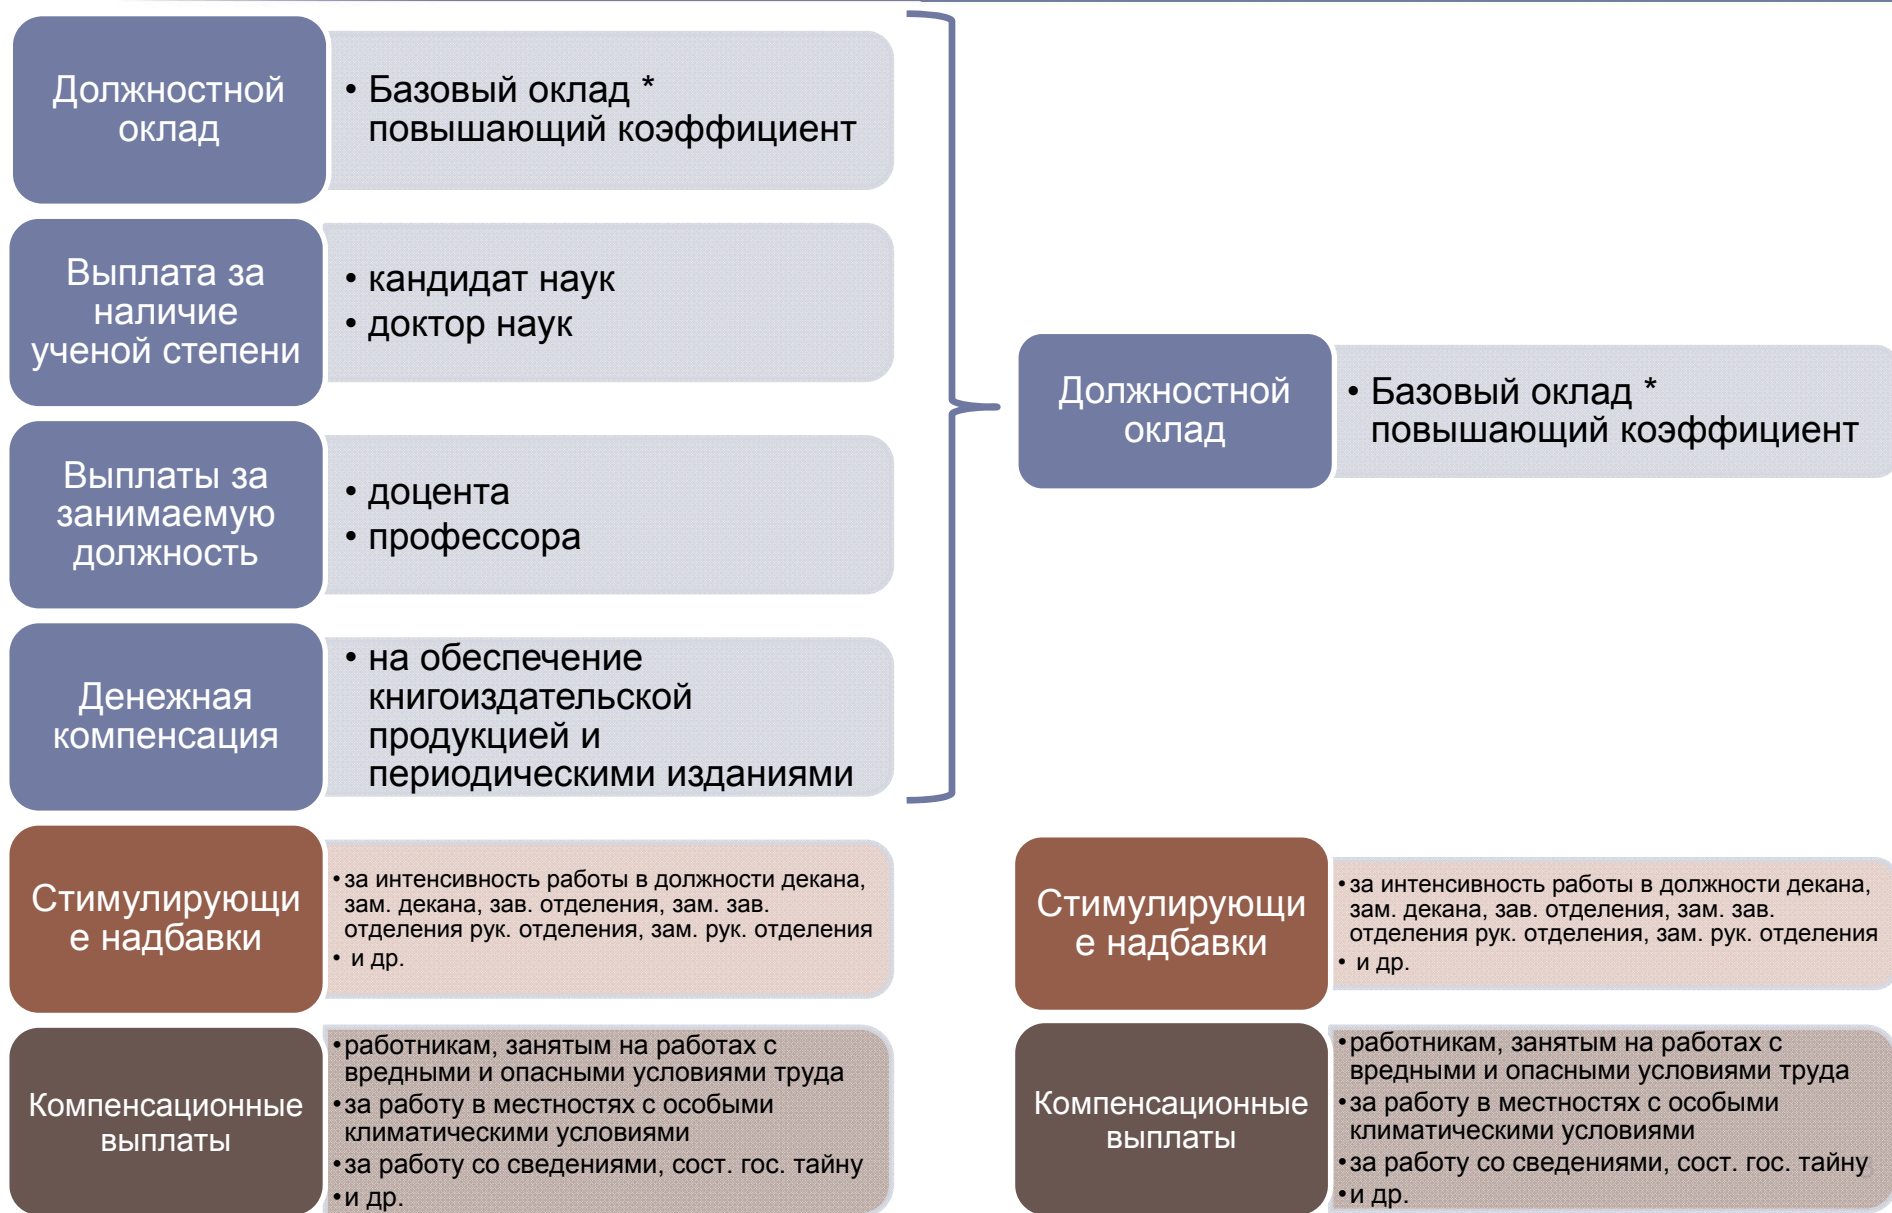 Должностной
оклад
• Базовый оклад *
повышающий коэффициент
Выплата за
наличие
ученой степени
• кандидат наук
• доктор наук
Выплаты за
занимаемую
должность
• доцента
• профессора
Денежная
компенсация
• на обеспечение
книгоиздательской
продукцией и
периодическими изданиями
Стимулирующи
е надбавки
• за интенсивность работы в должности декана,
зам. декана, зав. отделения, зам. зав.
отделения рук. отделения, зам. рук. отделения
• и др.
Компенсационные
выплаты
• работникам, занятым на работах с
вредными и опасными условиями труда
• за работу в местностях с особыми
климатическими условиями
• за работу со сведениями, сост. гос. тайну
• и др.
Должностной
оклад
• Базовый оклад *
повышающий коэффициент
Стимулирующи
е надбавки
• за интенсивность работы в должности декана,
зам. декана, зав. отделения, зам. зав.
отделения рук. отделения, зам. рук. отделения
• и др.
Компенсационные
выплаты
• работникам, занятым на работах с
вредными и опасными условиями труда
• за работу в местностях с особыми
климатическими условиями
• за работу со сведениями, сост. гос. тайну
• и др.